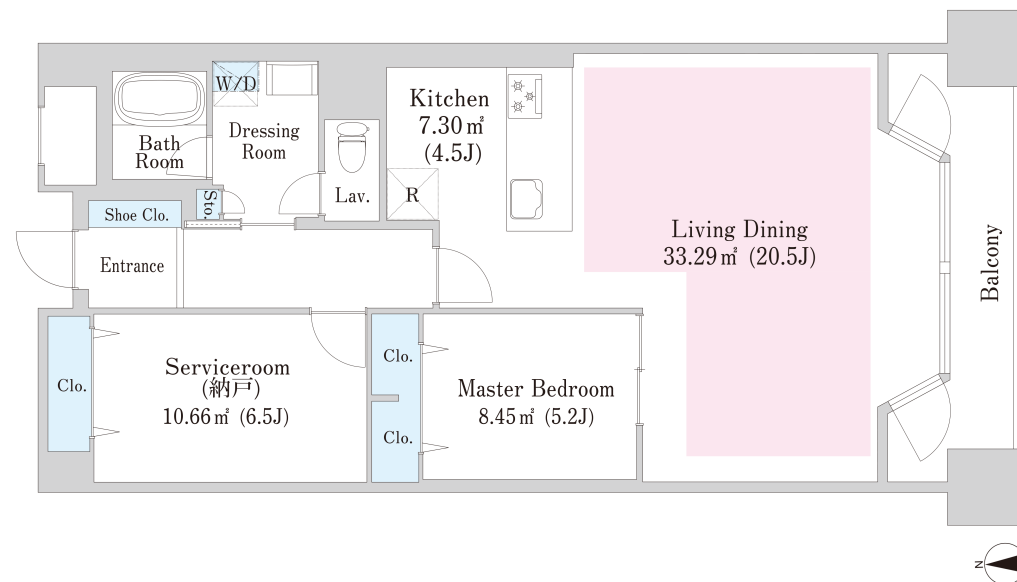 W/D
Dressing
Room
Bath
Room
Kitchen
7.30㎡
(4.5J)
Lav.
R
Sto.
Shoe Clo.
Entrance
Living Dining
33.29㎡ (20.5J)
Balcony
Clo.
Serviceroom
(納戸)
10.66㎡ (6.5J)
Clo.
Clo.
Master Bedroom
8.45㎡ (5.2J)
N